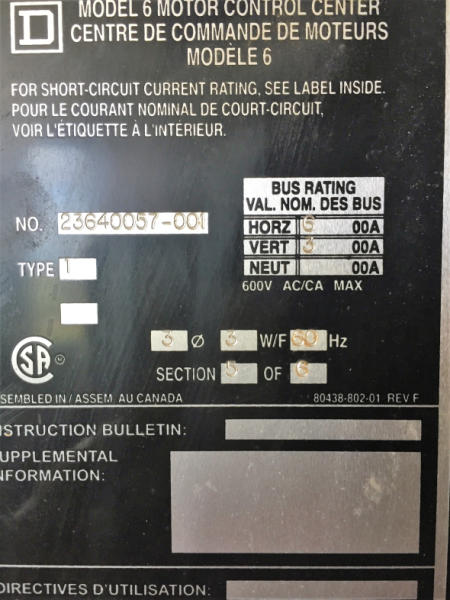 MODEL 6 MOTOR CONTROL CENTER
CENTRE DE COMMANDE DE MOTEURS
MODÈLE 6
D
FOR SHORT-CIRCUIT CURRENT RATING, SEE LABEL INSIDE.
POUR LE COURANT NOMINAL DE COURT-CIRCUIT,
VOIR L'ÉTIQUETTE À L'INTÉRIEUR.
BUS RATING
VAL. NOM. DES BUS
NO. 23640057-001
HORZ 6 00A
VERT 3 00A
NEUT 00A
TYPE 1
600V AC/CA MAX
3 Ø 3 W/F 60 Hz
SECTION 5 OF 6
CSA
SEMBLED IN / ASSEM. AU CANADA
80438-802-01 REV F
NSTRUCTION BULLETIN:
UPPLEMENTAL
NFORMATION:
DIRECTIVES D'UTILISATION: